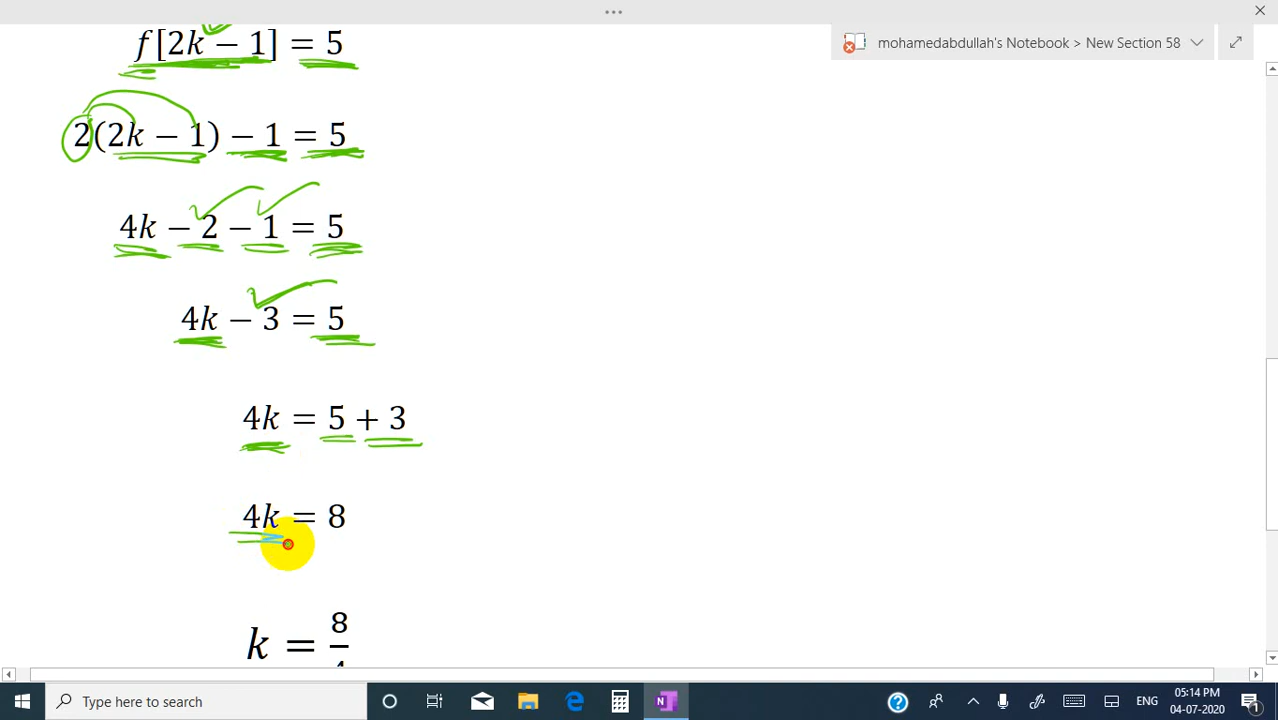 f[2k − 1] = 5
mohamedabdullah's Notebook > New Section 58
2(2k − 1) − 1 = 5
4k − 2 − 1 = 5
4k − 3 = 5
4k = 5 + 3
4k = 8
k = 8/4
Type here to search
ENG
05:14 PM
04-07-2020